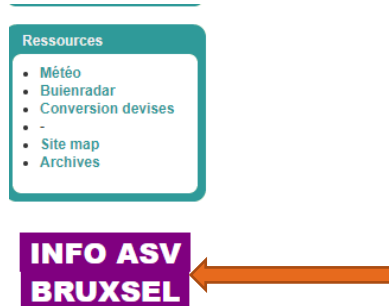 Ressources
Météo
Buienradar
Conversion devises
-
Site map
Archives
INFO ASV
BRUXSEL